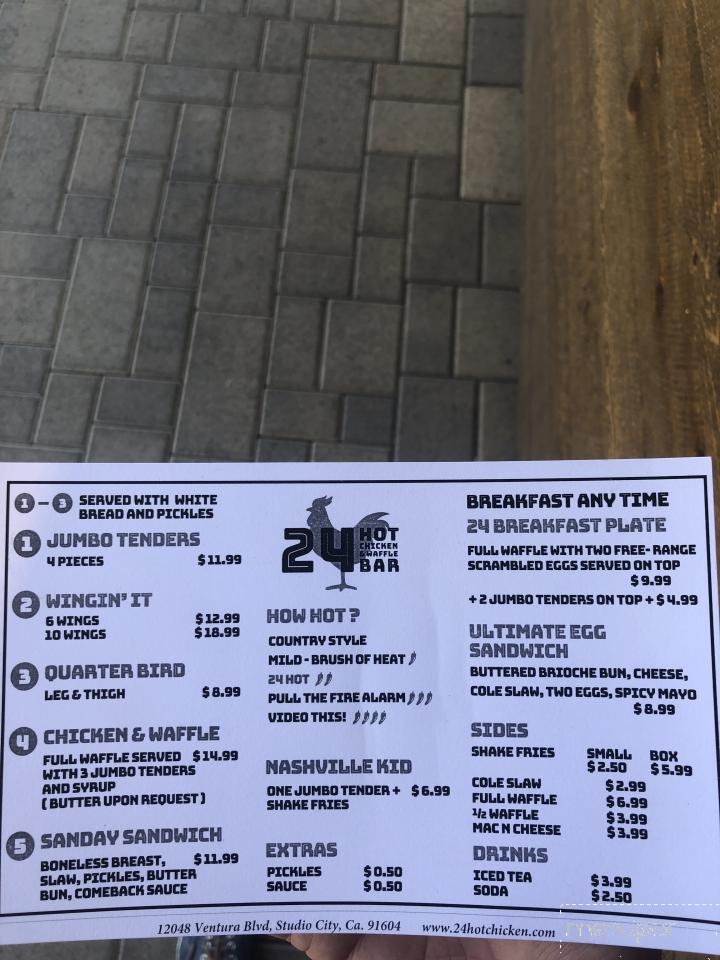 1 - 3 SERVED WITH WHITE
BREAD AND PICKLES
1 JUMBO TENDERS
4 PIECES $11.99
2 WINGIN' IT
6 WINGS $12.99
10 WINGS $18.99
3 QUARTER BIRD
LEG & THIGH $8.99
4 CHICKEN & WAFFLE
FULL WAFFLE SERVED $14.99
WITH 3 JUMBO TENDERS
AND SYRUP
( BUTTER UPON REQUEST )
5 SANDAY SANDWICH
BONELESS BREAST, $11.99
SLAW, PICKLES, BUTTER
BUN, COMEBACK SAUCE
24 HOT
CHICKEN
& WAFFLE
BAR
HOW HOT ?
COUNTRY STYLE
MILD - BRUSH OF HEAT
24 HOT
PULL THE FIRE ALARM
VIDEO THIS!
NASHVILLE KID
ONE JUMBO TENDER + $6.99
SHAKE FRIES
EXTRAS
PICKLES $0.50
SAUCE $0.50
BREAKFAST ANY TIME
24 BREAKFAST PLATE
FULL WAFFLE WITH TWO FREE- RANGE
SCRAMBLED EGGS SERVED ON TOP
$9.99
+ 2 JUMBO TENDERS ON TOP + $4.99
ULTIMATE EGG
SANDWICH
BUTTERED BRIOCHE BUN, CHEESE,
COLE SLAW, TWO EGGS, SPICY MAYO
$8.99
SIDES
SHAKE FRIES SMALL BOX
$2.50 $5.99
COLE SLAW $2.99
FULL WAFFLE $6.99
1/2 WAFFLE $3.99
MAC N CHEESE $3.99
DRINKS
ICED TEA $3.99
SODA $2.50
12048 Ventura Blvd, Studio City, Ca. 91604 www.24hotchicken.com
menupix